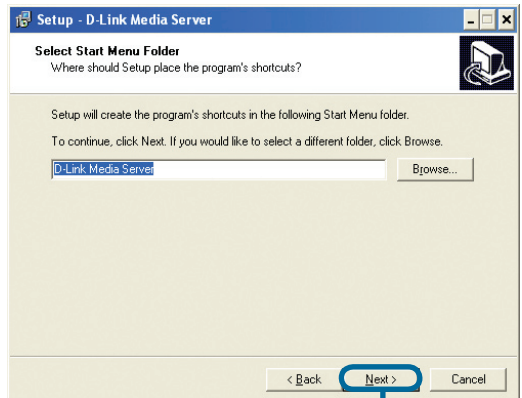 Setup - D-Link Media Server
Select Start Menu Folder
Where should Setup place the program's shortcuts?
Setup will create the program's shortcuts in the following Start Menu folder.
To continue, click Next. If you would like to select a different folder, click Browse.
D-Link Media Server
Browse...
< Back
Next >
Cancel